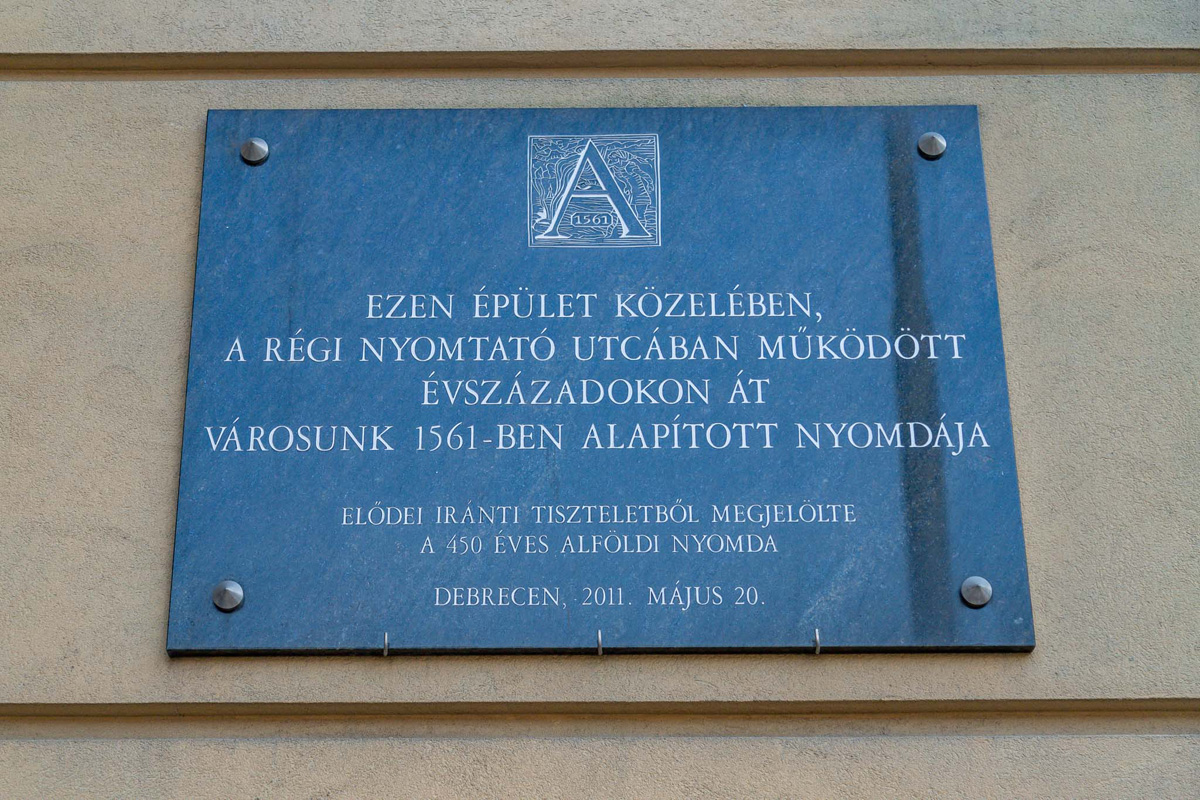 A
1561
EZEN ÉPÜLET KÖZELÉBEN,
A RÉGI NYOMTATÓ UTCÁBAN MŰKÖDÖTT
ÉVSZÁZADOKON ÁT
VÁROSUNK 1561-BEN ALAPÍTOTT NYOMDÁJA
ELŐDEI IRÁNTI TISZTELETBŐL MEGJELÖLTE
A 450 ÉVES ALFÖLDI NYOMDA
DEBRECEN, 2011. MÁJUS 20.